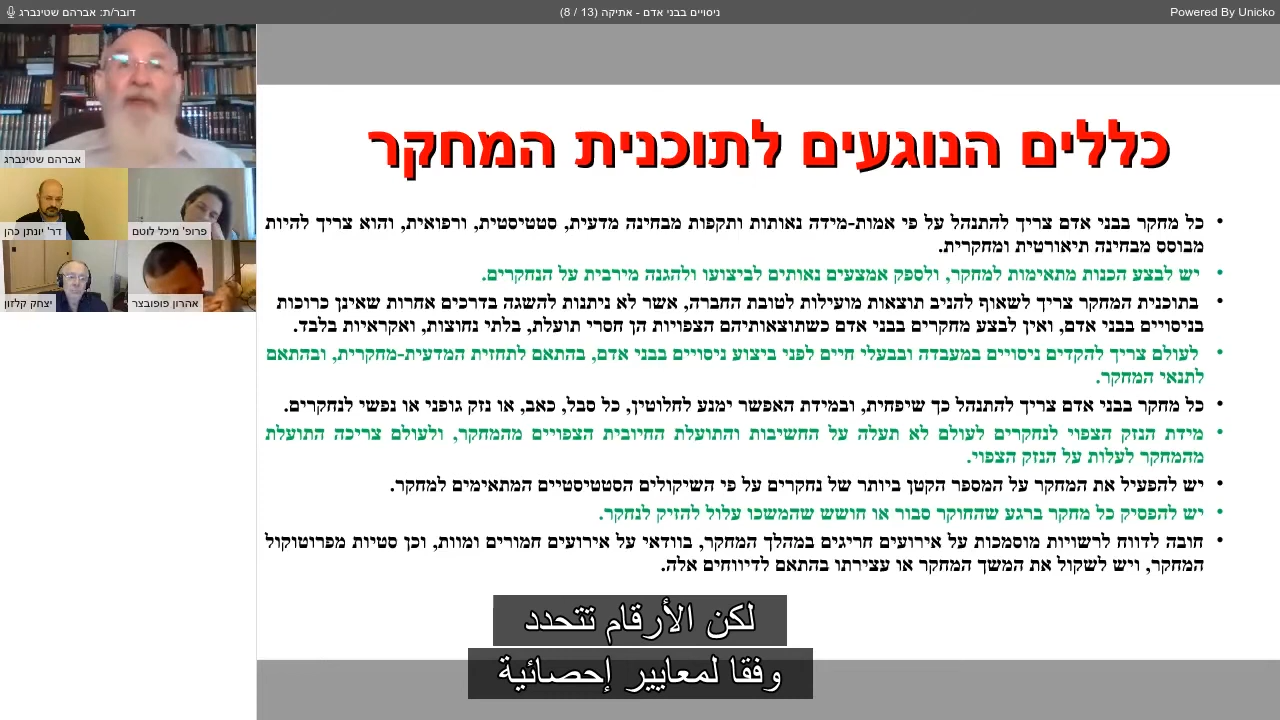 דובר/ת: אברהם שטינברג
ניסויים בבני אדם - אתיקה (13 / 8)
Powered By Unicko
אברהם שטינברג
דר' יונתן כהן
פרופ' מיכל לוטם
יצחק קלזון
אהרון פופובצר
כללים הנוגעים לתוכנית המחקר
• כל מחקר בבני אדם צריך להתנהל על פי אמות-מידה נאותות ותקפות מבחינה מדעית, סטטיסטית, ורפואית, והוא צריך להיות
מבוסס מבחינה תיאורטית ומחקרית.
• יש לבצע הכנות מתאימות למחקר, ולספק אמצעים נאותים לביצועו ולהגנה מירבית על הנחקרים.
• בתוכנית המחקר צריך לשאוף להניב תוצאות מועילות לטובת החברה, אשר לא ניתנות להשגה בדרכים אחרות שאינן כרוכות
בניסויים בבני אדם, ואין לבצע מחקרים בבני אדם כשתוצאותיהם הצפויות הן חסרי תועלת, בלתי נחוצות, ואקראיות בלבד.
• לעולם צריך להקדים ניסויים במעבדה ובבעלי חיים לפני ביצוע ניסויים בבני אדם, בהתאם לתחזית המדעית-מחקרית, ובהתאם
לתנאי המחקר.
• כל מחקר בבני אדם צריך להתנהל כך שיפחית, ובמידת האפשר ימנע לחלוטין, כל סבל, כאב, או נזק גופני או נפשי לנחקרים.
• מידת הנזק הצפוי לנחקרים לעולם לא תעלה על החשיבות והתועלת החיובית הצפויים מהמחקר, ולעולם צריכה התועלת
מהמחקר לעלות על הנזק הצפוי.
• יש להפעיל את המחקר על המספר הקטן ביותר של נחקרים על פי השיקולים הסטטיסטיים המתאימים למחקר.
• יש להפסיק כל מחקר ברגע שהחוקר סבור או חושש שהמשכו עלול להזיק לנחקר.
• חובה לדווח לרשויות מוסמכות על אירועים חריגים במהלך המחקר, בוודאי על אירועים חמורים ומוות, וכן סטיות מפרוטוקול
המחקר, ויש לשקול את המשך המחקר או עצירתו בהתאם לדיווחים אלה.
لكن الأرقام تتحدد
وفقا لمعايير إحصائية